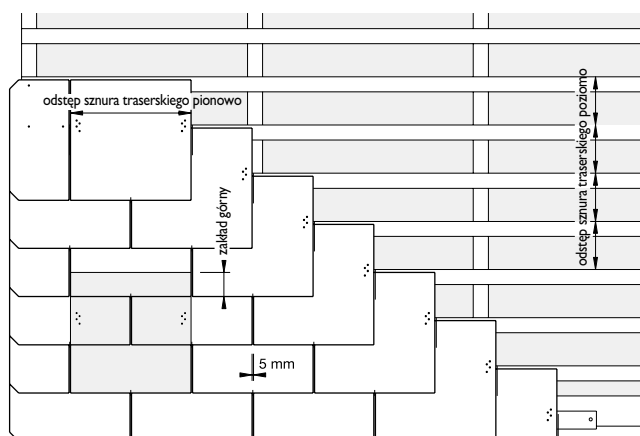 odstęp sznura traserskiego pionowo
odstęp sznura traserskiego poziomo
zakład górny
5 mm